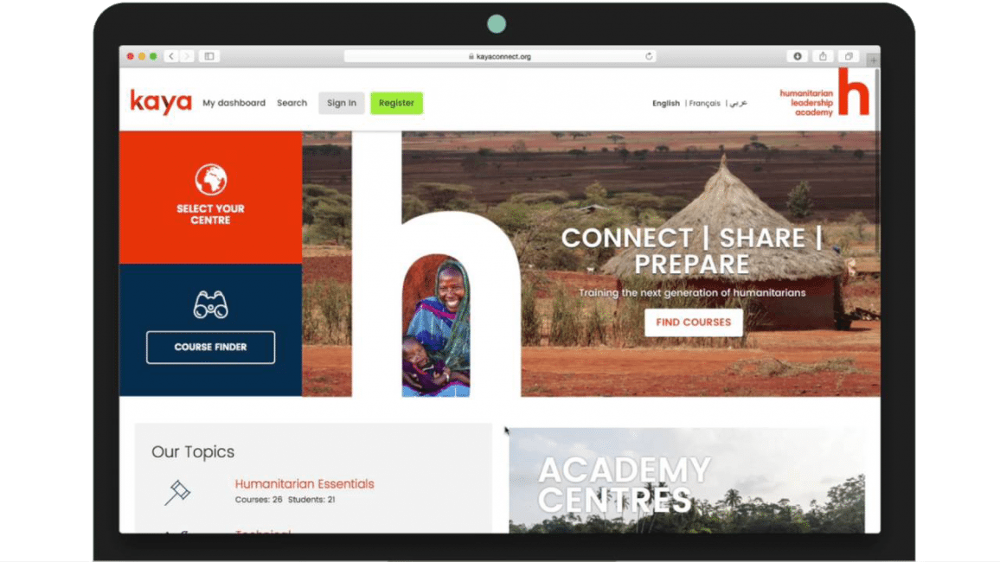 kayaconnect.org
kaya My dashboard Search Sign In Register English | Français | عربي
humanitarian
leadership
academy
h
SELECT YOUR
CENTRE
COURSE FINDER
CONNECT | SHARE |
PREPARE
Training the next generation of humanitarians
FIND COURSES
Our Topics
Humanitarian Essentials
Courses: 26 Students: 21
Technical
ACADEMY
CENTRES